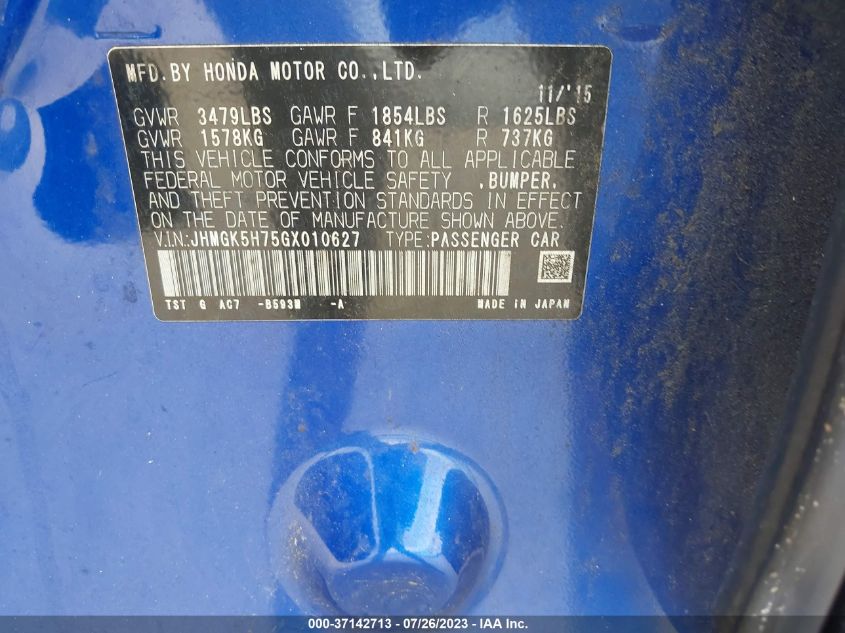 MFD. BY HONDA MOTOR CO., LTD.
11/'15
GVWR 3479LBS GAWR F 1854LBS R 1625LBS
GVWR 1578KG GAWR F 841KG R 737KG
THIS VEHICLE CONFORMS TO ALL APPLICABLE
FEDERAL MOTOR VEHICLE SAFETY ,BUMPER,
AND THEFT PREVENTION STANDARDS IN EFFECT
ON THE DATE OF MANUFACTURE SHOWN ABOVE.
V.I.N.:JHMGK5H75GX010627 TYPE:PASSENGER CAR
TST G AC7 -B593M -A MADE IN JAPAN
000-37142713 - 07/26/2023 - IAA Inc.